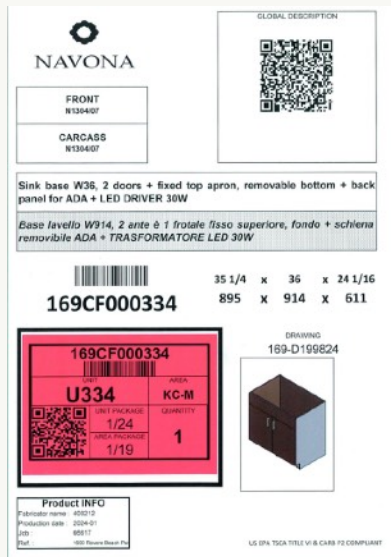 GLOBAL DESCRIPTION
NAVONA
FRONT
N1304/07
CARCASS
N1304/07
Sink base W36, 2 doors + fixed top apron, removable bottom + back
panel for ADA + LED DRIVER 30W
Base lavello W914, 2 ante è 1 frotale fisso superiore, fondo + schiena
removibile ADA + TRASFORMATORE LED 30W
169CF000334
35 1/4 x 36 x 24 1/16
895 x 914 x 611
169CF000334
UNIT
U334
AREA
KC-M
UNIT PACKAGE
1/24
AREA PACKAGE
1/19
QUANTITY
1
DRAWING
169-D199824
Product INFO
Fabricator name :
Production date : 2024-01
Job :
Ref. :
US EPA TSCA TITLE VI & CARB P2 COMPLIANT